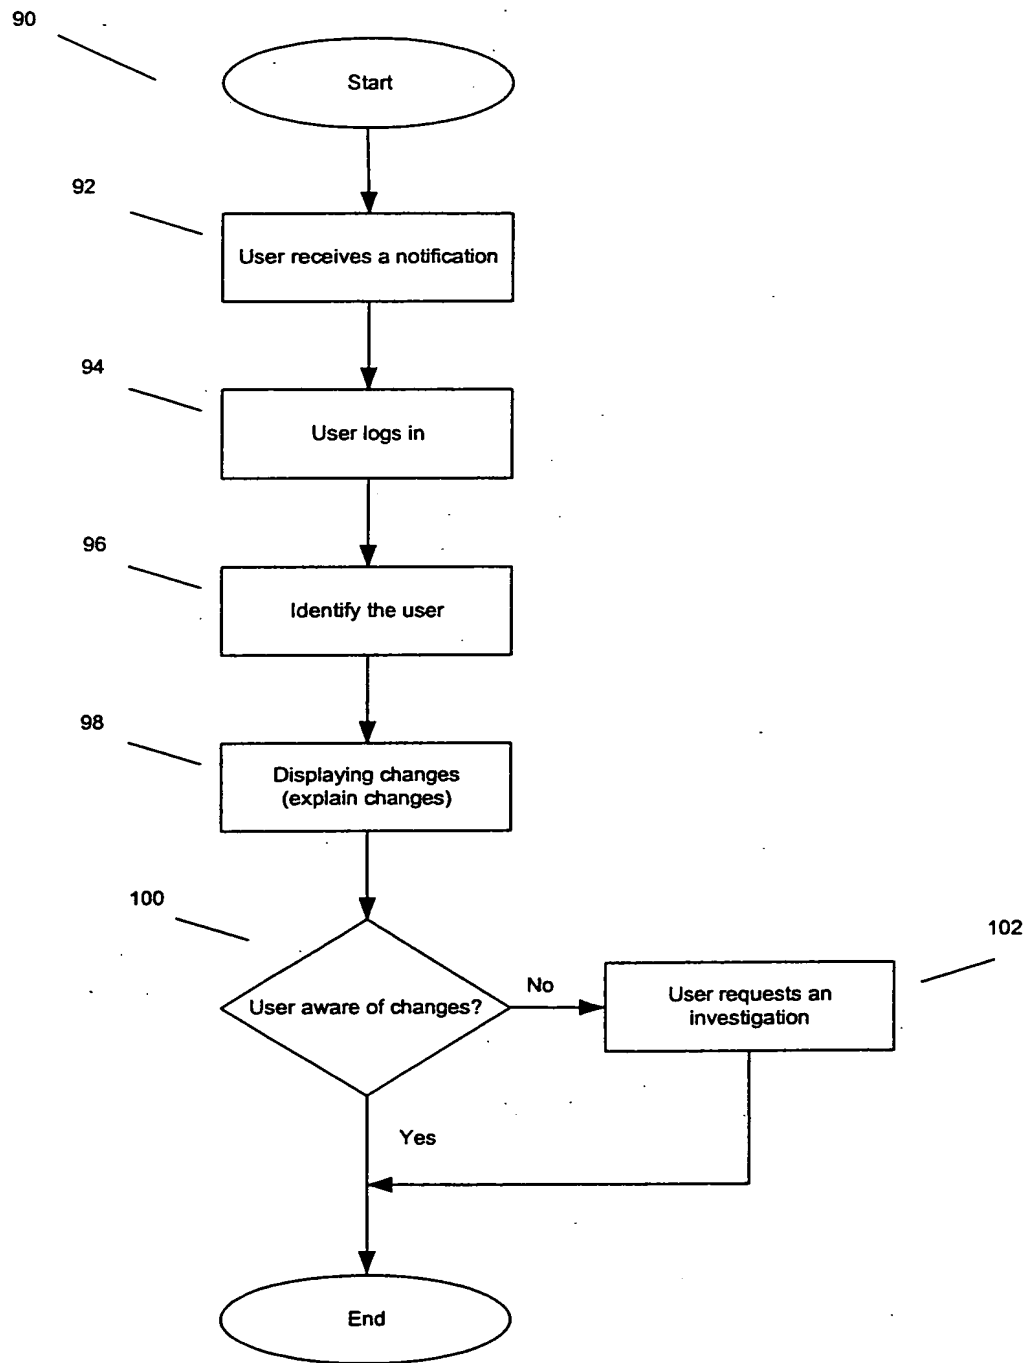 90
Start
92
User receives a notification
94
User logs in
96
Identify the user
98
Displaying changes
(explain changes)
100
102
User aware of changes?
No
User requests an
investigation
Yes
End